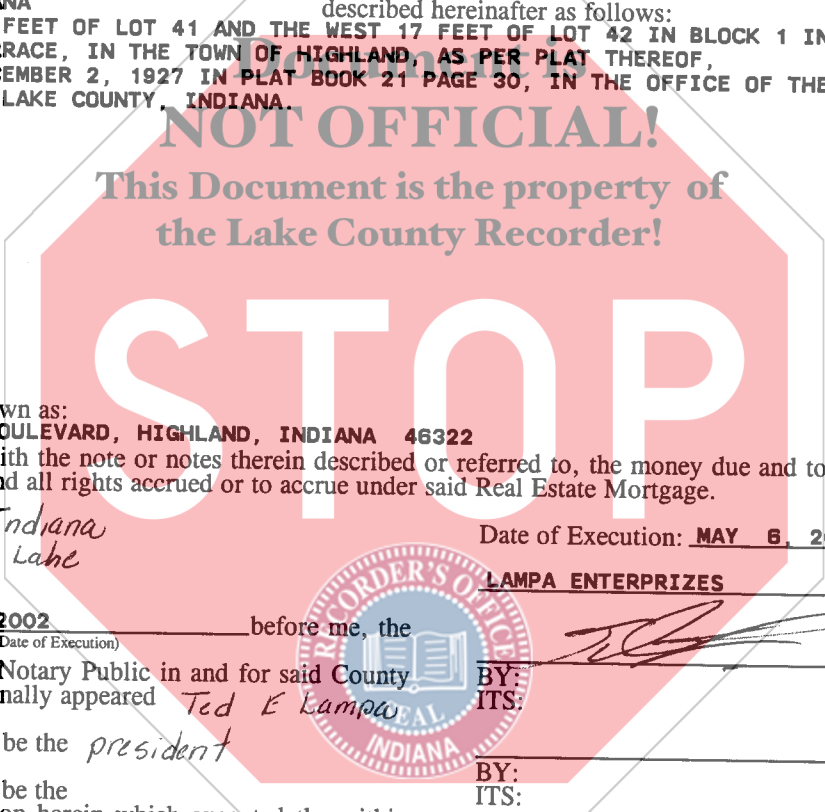 NA
described hereinafter as follows:
FEET OF LOT 41 AND THE WEST 17 FEET OF LOT 42 IN BLOCK 1 IN
RACE, IN THE TOWN OF HIGHLAND, AS PER PLAT THEREOF,
EMBER 2, 1927 IN PLAT BOOK 21 PAGE 30, IN THE OFFICE OF THE
LAKE COUNTY, INDIANA.
Document is
NOT OFFICIAL!
This Document is the property of
the Lake County Recorder!
STOP
wn as:
OULEVARD, HIGHLAND, INDIANA 46322
ith the note or notes therein described or referred to, the money due and to
d all rights accrued or to accrue under said Real Estate Mortgage.
Indiana
Lake
Date of Execution: MAY 6, 2
LAMPA ENTERPRIZES
2002 before me, the
Date of Execution)
Notary Public in and for said County
nally appeared Ted E Lampa
BY:
ITS:
be the president
BY:
ITS:
be the
on herein which executed the within
RECORDER'S OFFICE
SEAL
INDIANA